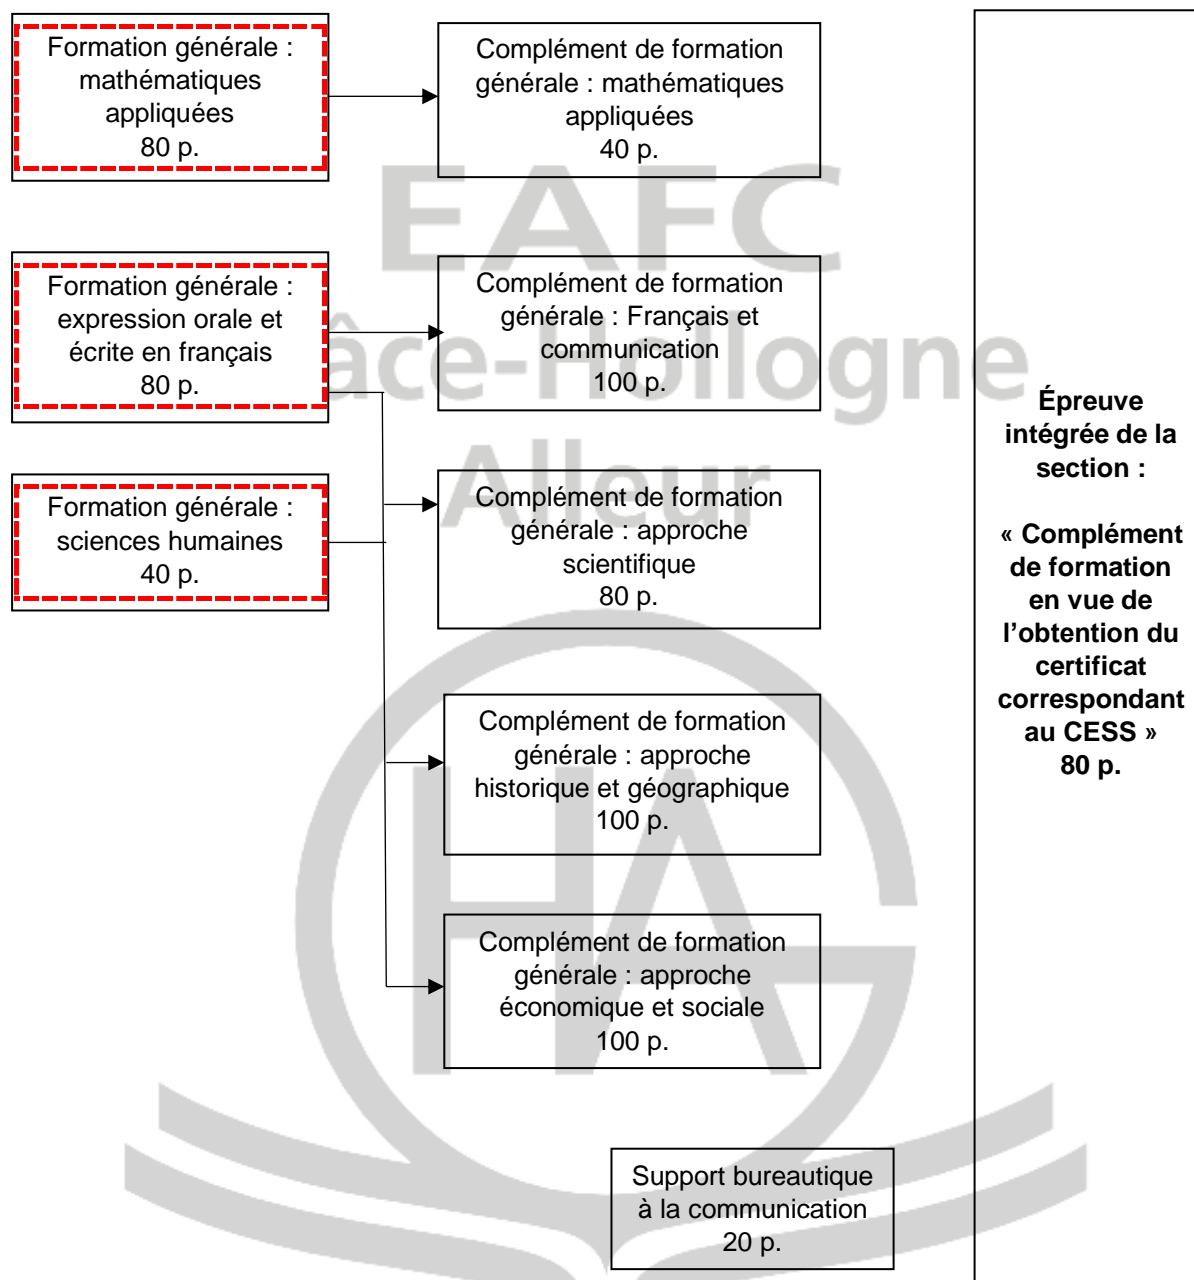 Formation générale :
mathématiques
appliquées
80 p.
Complément de formation
générale : mathématiques
appliquées
40 p.
EAFC
Formation générale :
expression orale et
écrite en français
80 p.
Complément de formation
générale : Français et
communication
100 p.
âce-Hollogne
Alleur
Formation générale :
sciences humaines
40 p.
Complément de formation
générale : approche
scientifique
80 p.
Complément de formation
générale : approche
historique et géographique
100 p.
Complément de formation
générale : approche
économique et sociale
100 p.
HAG
Support bureautique
à la communication
20 p.
Épreuve
intégrée de la
section :
« Complément
de formation
en vue de
l’obtention du
certificat
correspondant
au CESS »
80 p.